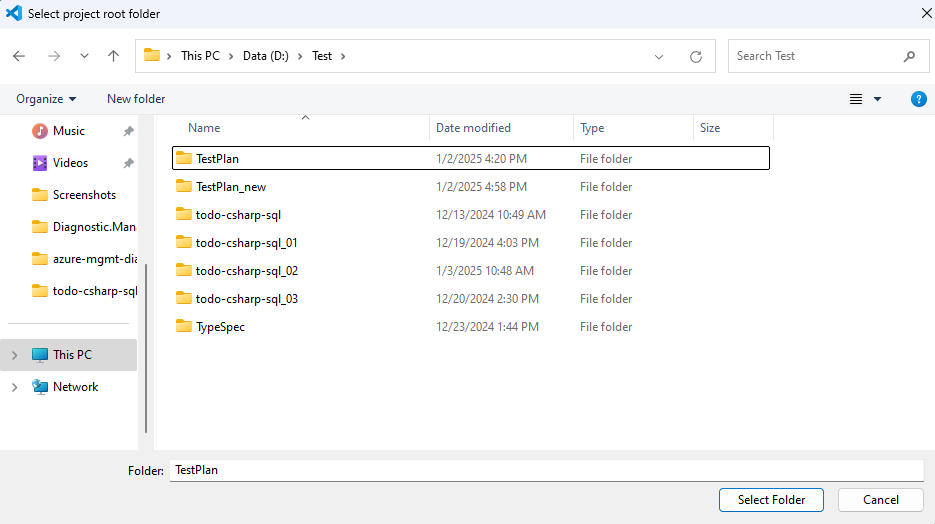 Select project root folder
This PC > Data (D:) > Test >
Search Test
Organize New folder
Name Date modified Type Size
Music
Videos
Screenshots
Diagnostic.Man
azure-mgmt-dia
todo-csharp-sql
This PC
Network
TestPlan 1/2/2025 4:20 PM File folder
TestPlan_new 1/2/2025 4:58 PM File folder
todo-csharp-sql 12/13/2024 10:49 AM File folder
todo-csharp-sql_01 12/19/2024 4:03 PM File folder
todo-csharp-sql_02 1/3/2025 10:48 AM File folder
todo-csharp-sql_03 12/20/2024 2:30 PM File folder
TypeSpec 12/23/2024 1:44 PM File folder
Folder: TestPlan
Select Folder Cancel